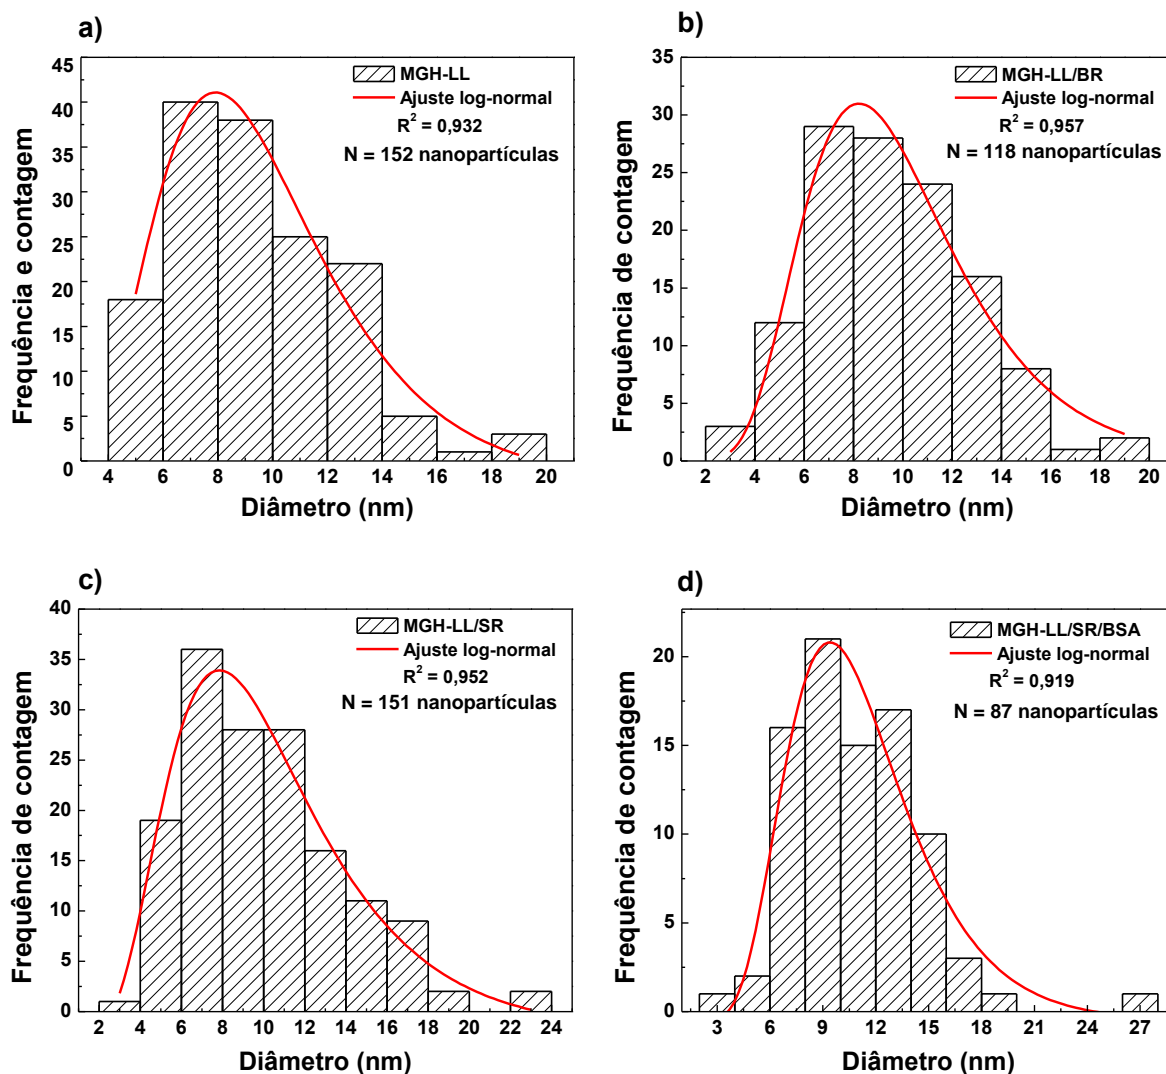 a)
45
40
35
30
25
20
15
10
5
0
4
6
8
10
12
14
16
18
20
Frequência e contagem
Diâmetro (nm)
MGH-LL
Ajuste log-normal
R² = 0,932
N = 152 nanopartículas
b)
35
30
25
20
15
10
5
0
2
4
6
8
10
12
14
16
18
20
Frequência de contagem
Diâmetro (nm)
MGH-LL/BR
Ajuste log-normal
R² = 0,957
N = 118 nanopartículas
c)
40
35
30
25
20
15
10
5
0
2
4
6
8
10
12
14
16
18
20
22
24
Frequência de contagem
Diâmetro (nm)
MGH-LL/SR
Ajuste log-normal
R² = 0,952
N = 151 nanopartículas
d)
20
15
10
5
0
3
6
9
12
15
18
21
24
27
Frequência de contagem
Diâmetro (nm)
MGH-LL/SR/BSA
Ajuste log-normal
R² = 0,919
N = 87 nanopartículas